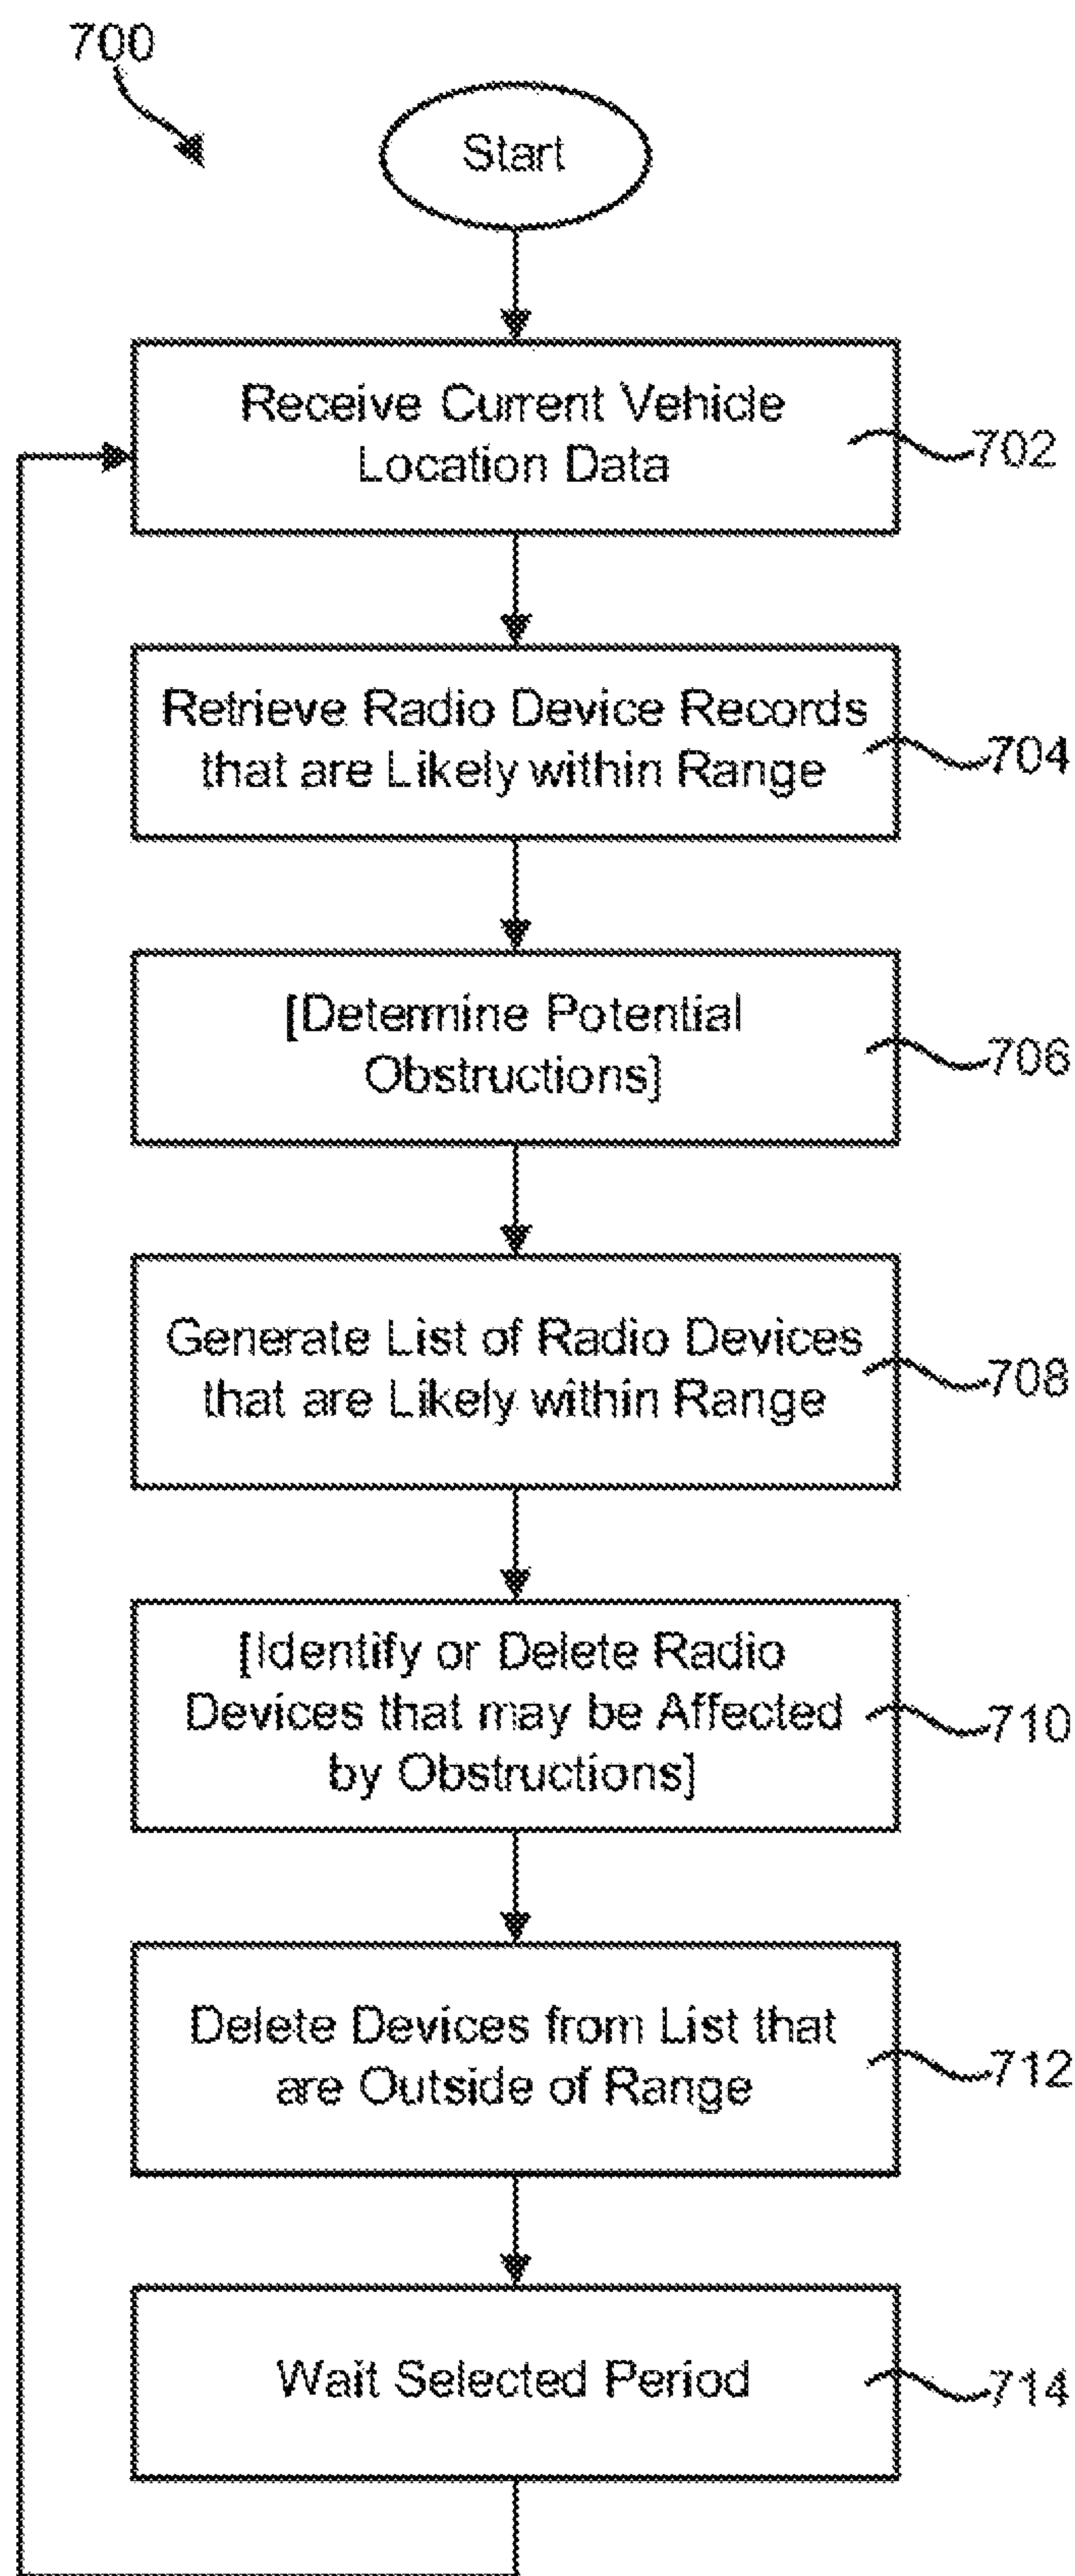 700
Start
Receive Current Vehicle
Location Data
702
Retrieve Radio Device Records
that are Likely within Range
704
[Determine Potential
Obstructions]
706
Generate List of Radio Devices
that are Likely within Range
708
[Identify or Delete Radio
Devices that may be Affected
by Obstructions]
710
Delete Devices from List that
are Outside of Range
712
Wait Selected Period
714